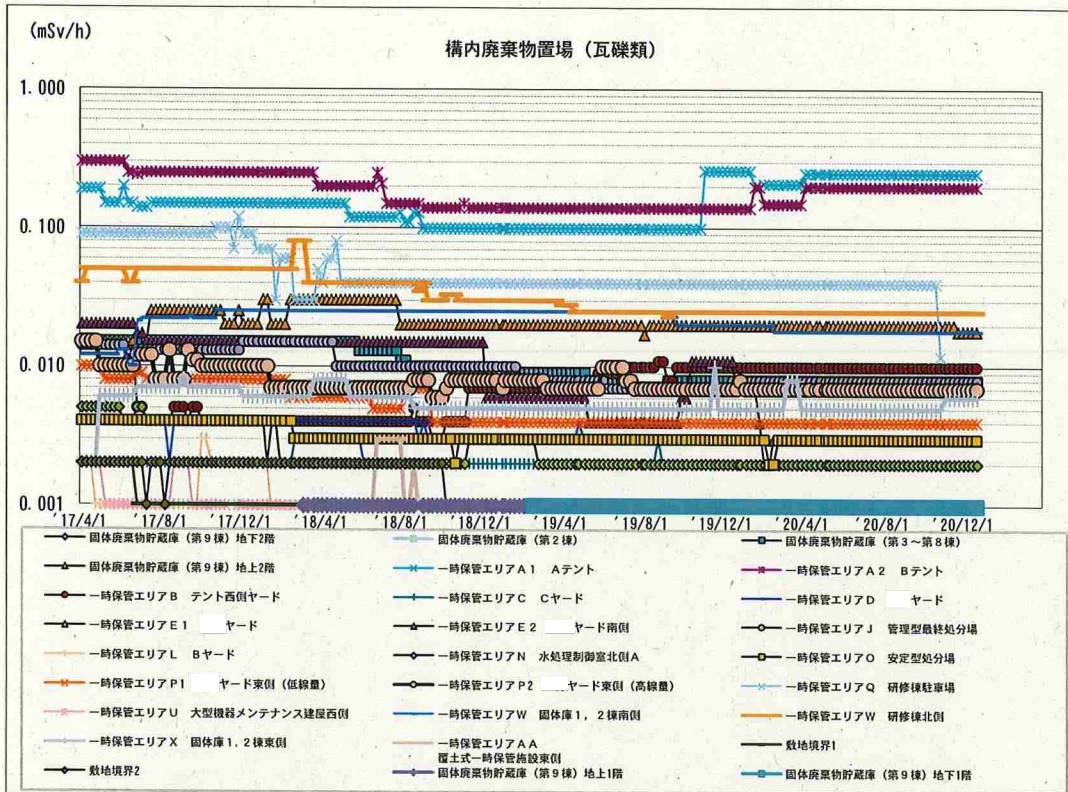 (mSv/h)
構内廃棄物置場 (瓦礫類)
1.000
0.100
0.010
0.001
'17/4/1 '17/8/1 '17/12/1 '18/4/1 '18/8/1 '18/12/1 '19/4/1 '19/8/1 '19/12/1 '20/4/1 '20/8/1 '20/12/1
固体廃棄物貯蔵庫 (第9棟) 地下2階 固体廃棄物貯蔵庫 (第2棟) 固体廃棄物貯蔵庫 (第3～第8棟)
固体廃棄物貯蔵庫 (第9棟) 地上2階 一時保管エリアA1 Aテント 一時保管エリアA2 Bテント
一時保管エリアB テント西側ヤード 一時保管エリアC Cヤード 一時保管エリアD ヤード
一時保管エリアE1 ヤード 一時保管エリアE2 ヤード南側 一時保管エリアJ 管理型最終処分場
一時保管エリアL Bヤード 一時保管エリアN 水処理制御室北側A 一時保管エリアO 安定型処分場
一時保管エリアP1 ヤード東側 (低線量) 一時保管エリアP2 ヤード東側 (高線量) 一時保管エリアQ 研修棟駐車場
一時保管エリアU 大型機器メンテナンス建屋西側 一時保管エリアW 固体庫1,2棟南側 一時保管エリアW 研修棟北側
一時保管エリアX 固体庫1,2棟東側 一時保管エリアAA 敷地境界1
覆土式一時保管施設東側
敷地境界2 固体廃棄物貯蔵庫 (第9棟) 地上1階 固体廃棄物貯蔵庫 (第9棟) 地下1階